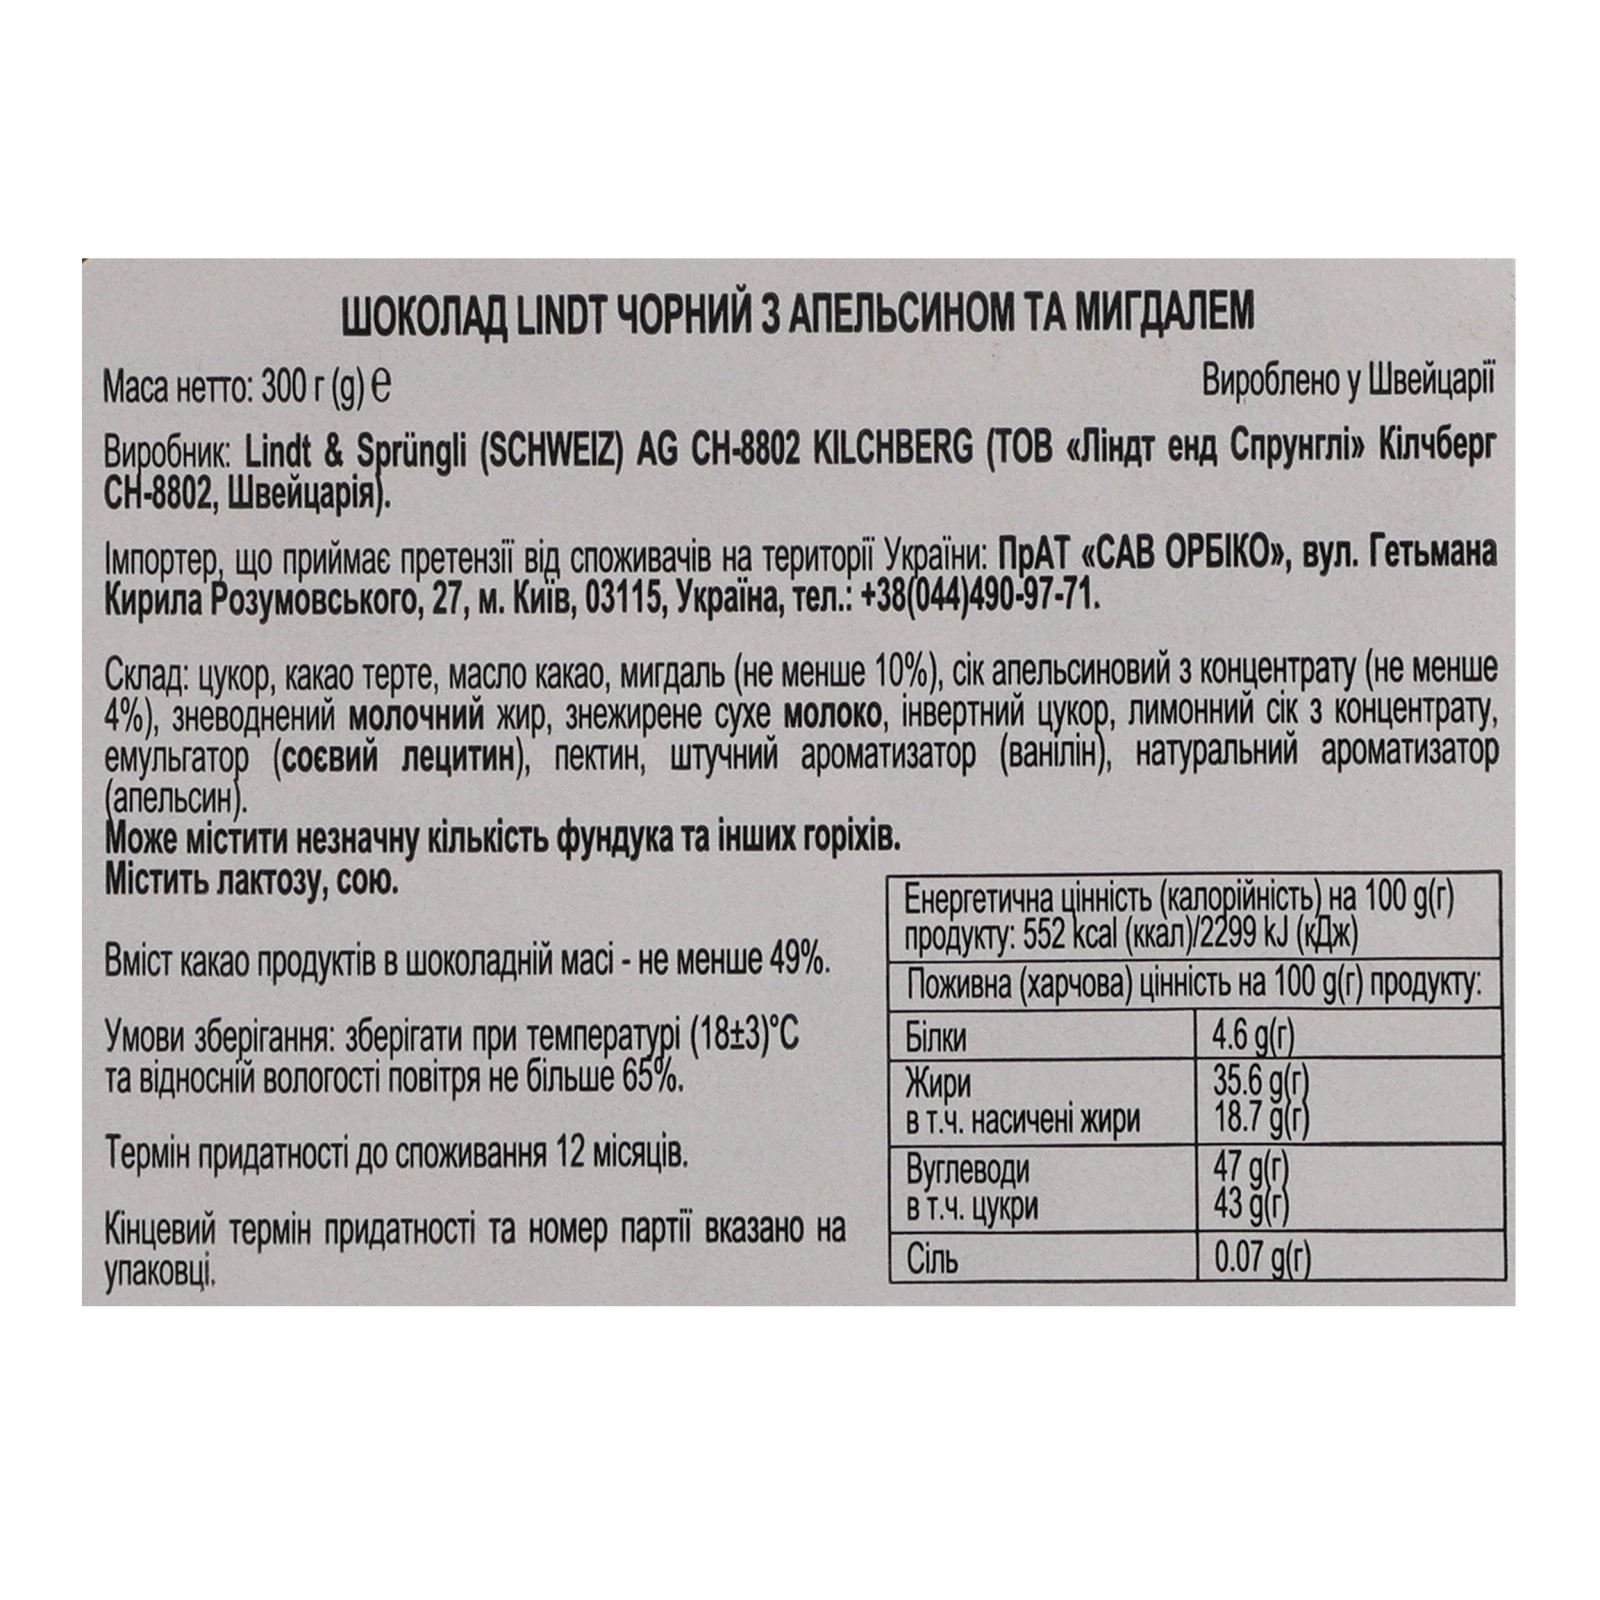 ШОКОЛАД LINDT ЧОРНИЙ З АПЕЛЬСИНОМ ТА МИГДАЛЕМ
Маса нетто: 300 г (g) ℮
Вироблено у Швейцарії
Виробник: Lindt & Sprüngli (SCHWEIZ) AG CH-8802 KILCHBERG (ТОВ «Ліндт енд Спрунглі» Кілчберг
CH-8802, Швейцарія).
Імпортер, що приймає претензії від споживачів на території України: ПрАТ «САВ ОРБІКО», вул. Гетьмана
Кирила Розумовського, 27, м. Київ, 03115, Україна, тел.: +38(044)490-97-71.
Склад: цукор, какао терте, масло какао, мигдаль (не менше 10%), сік апельсиновий з концентрату (не менше
4%), зневоднений молочний жир, знежирене сухе молоко, інвертний цукор, лимонний сік з концентрату,
емульгатор (соєвий лецитин), пектин, штучний ароматизатор (ванілін), натуральний ароматизатор
(апельсин).
Може містити незначну кількість фундука та інших горіхів.
Містить лактозу, сою.
Вміст какао продуктів в шоколадній масі - не менше 49%.
Умови зберігання: зберігати при температурі (18±3)°С
та відносній вологості повітря не більше 65%.
Термін придатності до споживання 12 місяців.
Кінцевий термін придатності та номер партії вказано на
упаковці.
Енергетична цінність (калорійність) на 100 g(г)
продукту: 552 kcal (ккал)/2299 kJ (кДж)
Поживна (харчова) цінність на 100 g(г) продукту:
Білки 4.6 g(г)
Жири 35.6 g(г)
в т.ч. насичені жири 18.7 g(г)
Вуглеводи 47 g(г)
в т.ч. цукри 43 g(г)
Сіль 0.07 g(г)